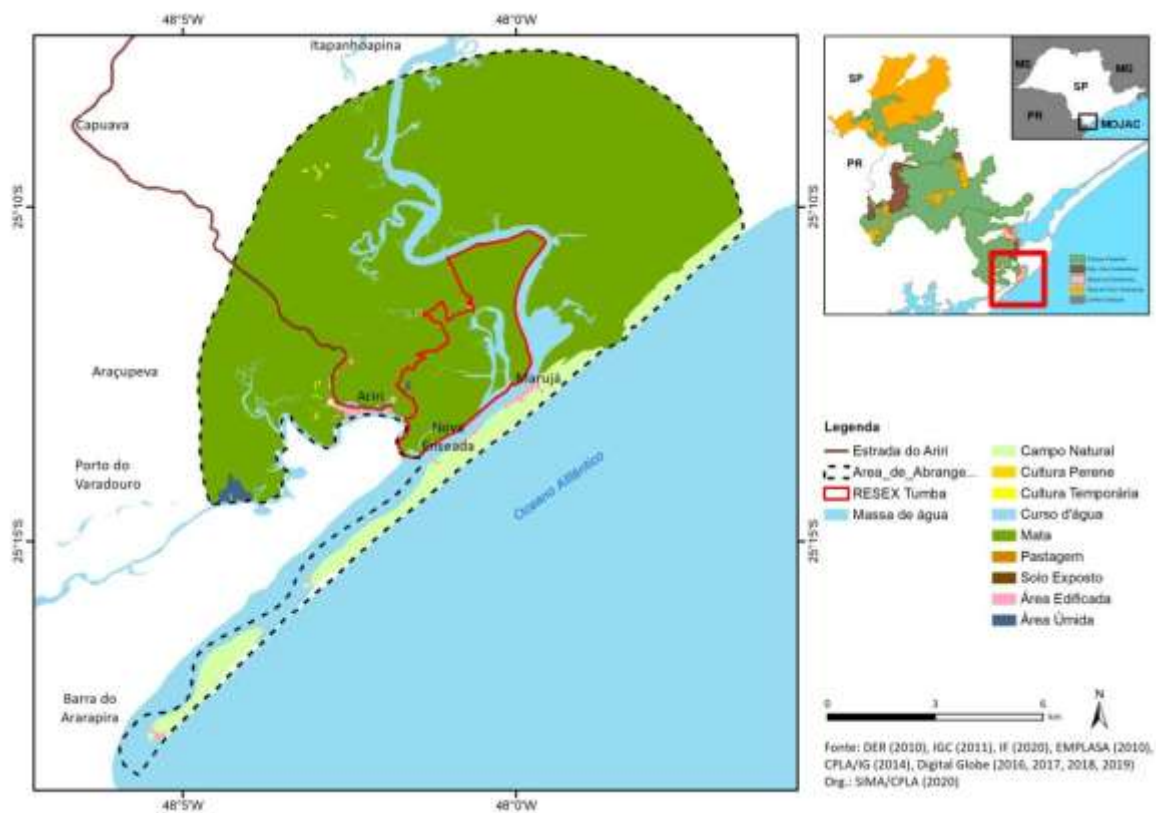 48°5'W
48°0'W
Itapanhoapina
Capuava
25°10'S
25°10'S
Araçupeva
Ariri
Marujá
Nova
Enseada
Porto do
Varadouro
Oceano Atlântico
25°15'S
25°15'S
Barra do
Ararapira
48°5'W
48°0'W
SP
PR
MS
MG
SP
PR
MOJAC
Legenda
Estrada do Ariri
Area_de_Abrange...
RESEX Tumba
Massa de água
Campo Natural
Cultura Perene
Cultura Temporária
Curso d'água
Mata
Pastagem
Solo Exposto
Área Edificada
Área Úmida
0 3 6
km
N
Fonte: DER (2010), IGC (2011), IF (2020), EMPLASA (2010),
CPLA/IG (2014), Digital Globe (2016, 2017, 2018, 2019)
Org.: SIMA/CPLA (2020)